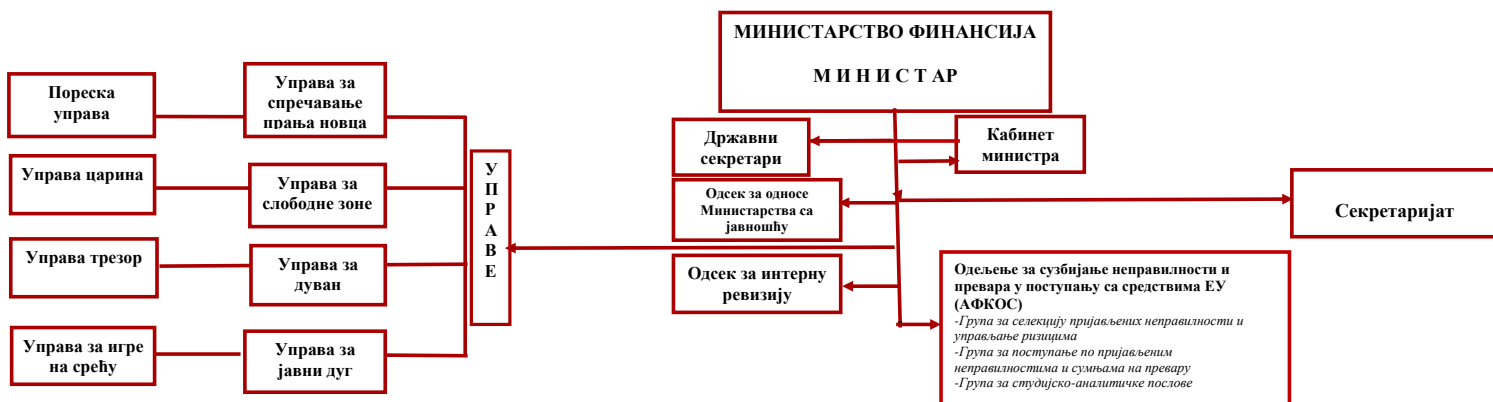 МИНИСТАРСТВО ФИНАНСИЈА
М И Н И С Т АР
Пореска
управа
Управа за
спречавање
прања новца
Државни
секретари
Кабинет
министра
Управа царина
Управа за
слободне зоне
У
П
Р
А
В
Е
Одсек за односе
Министарства са
јавношћу
Секретаријат
Управа трезор
Управа за
дуван
Одсек за интерну
ревизију
Одељење за сузбијање неправилности и
превара у поступању са средствима ЕУ
(АФКОС)
-Група за селекцију пријављених неправилности и
управљање ризицима
-Група за поступање по пријављеним
неправилностима и сумњама на превару
-Група за студијско-аналитичке послове
Управа за игре
на срећу
Управа за
јавни дуг